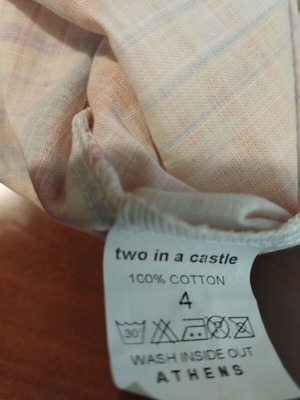 two in a castle
100% COTTON
4
30°
WASH INSIDE OUT
ATHENS